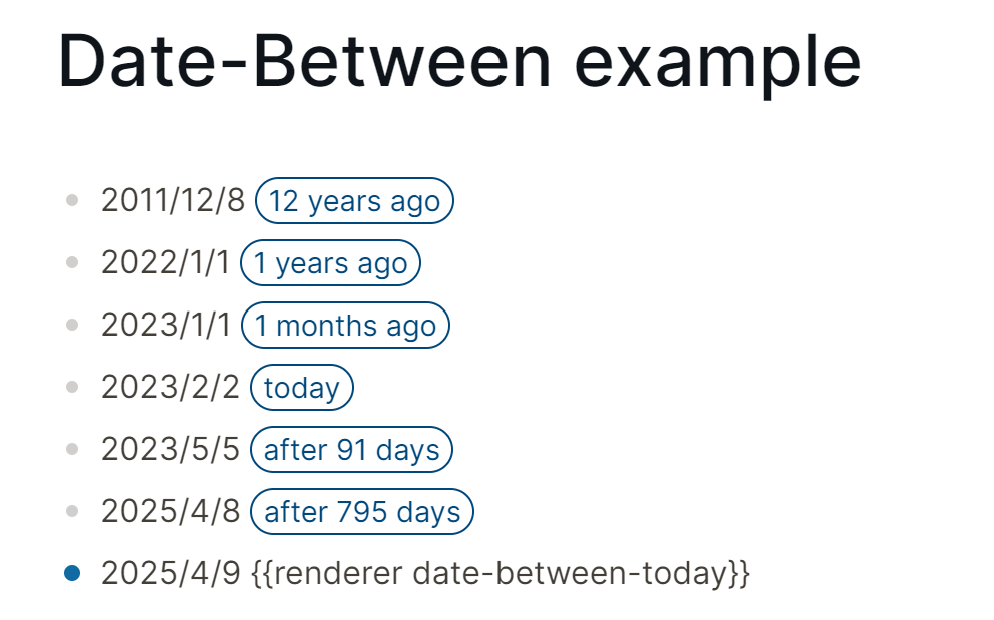 Date-Between example
2011/12/8 12 years ago
2022/1/1 1 years ago
2023/1/1 1 months ago
2023/2/2 today
2023/5/5 after 91 days
2025/4/8 after 795 days
2025/4/9 {{renderer date-between-today}}